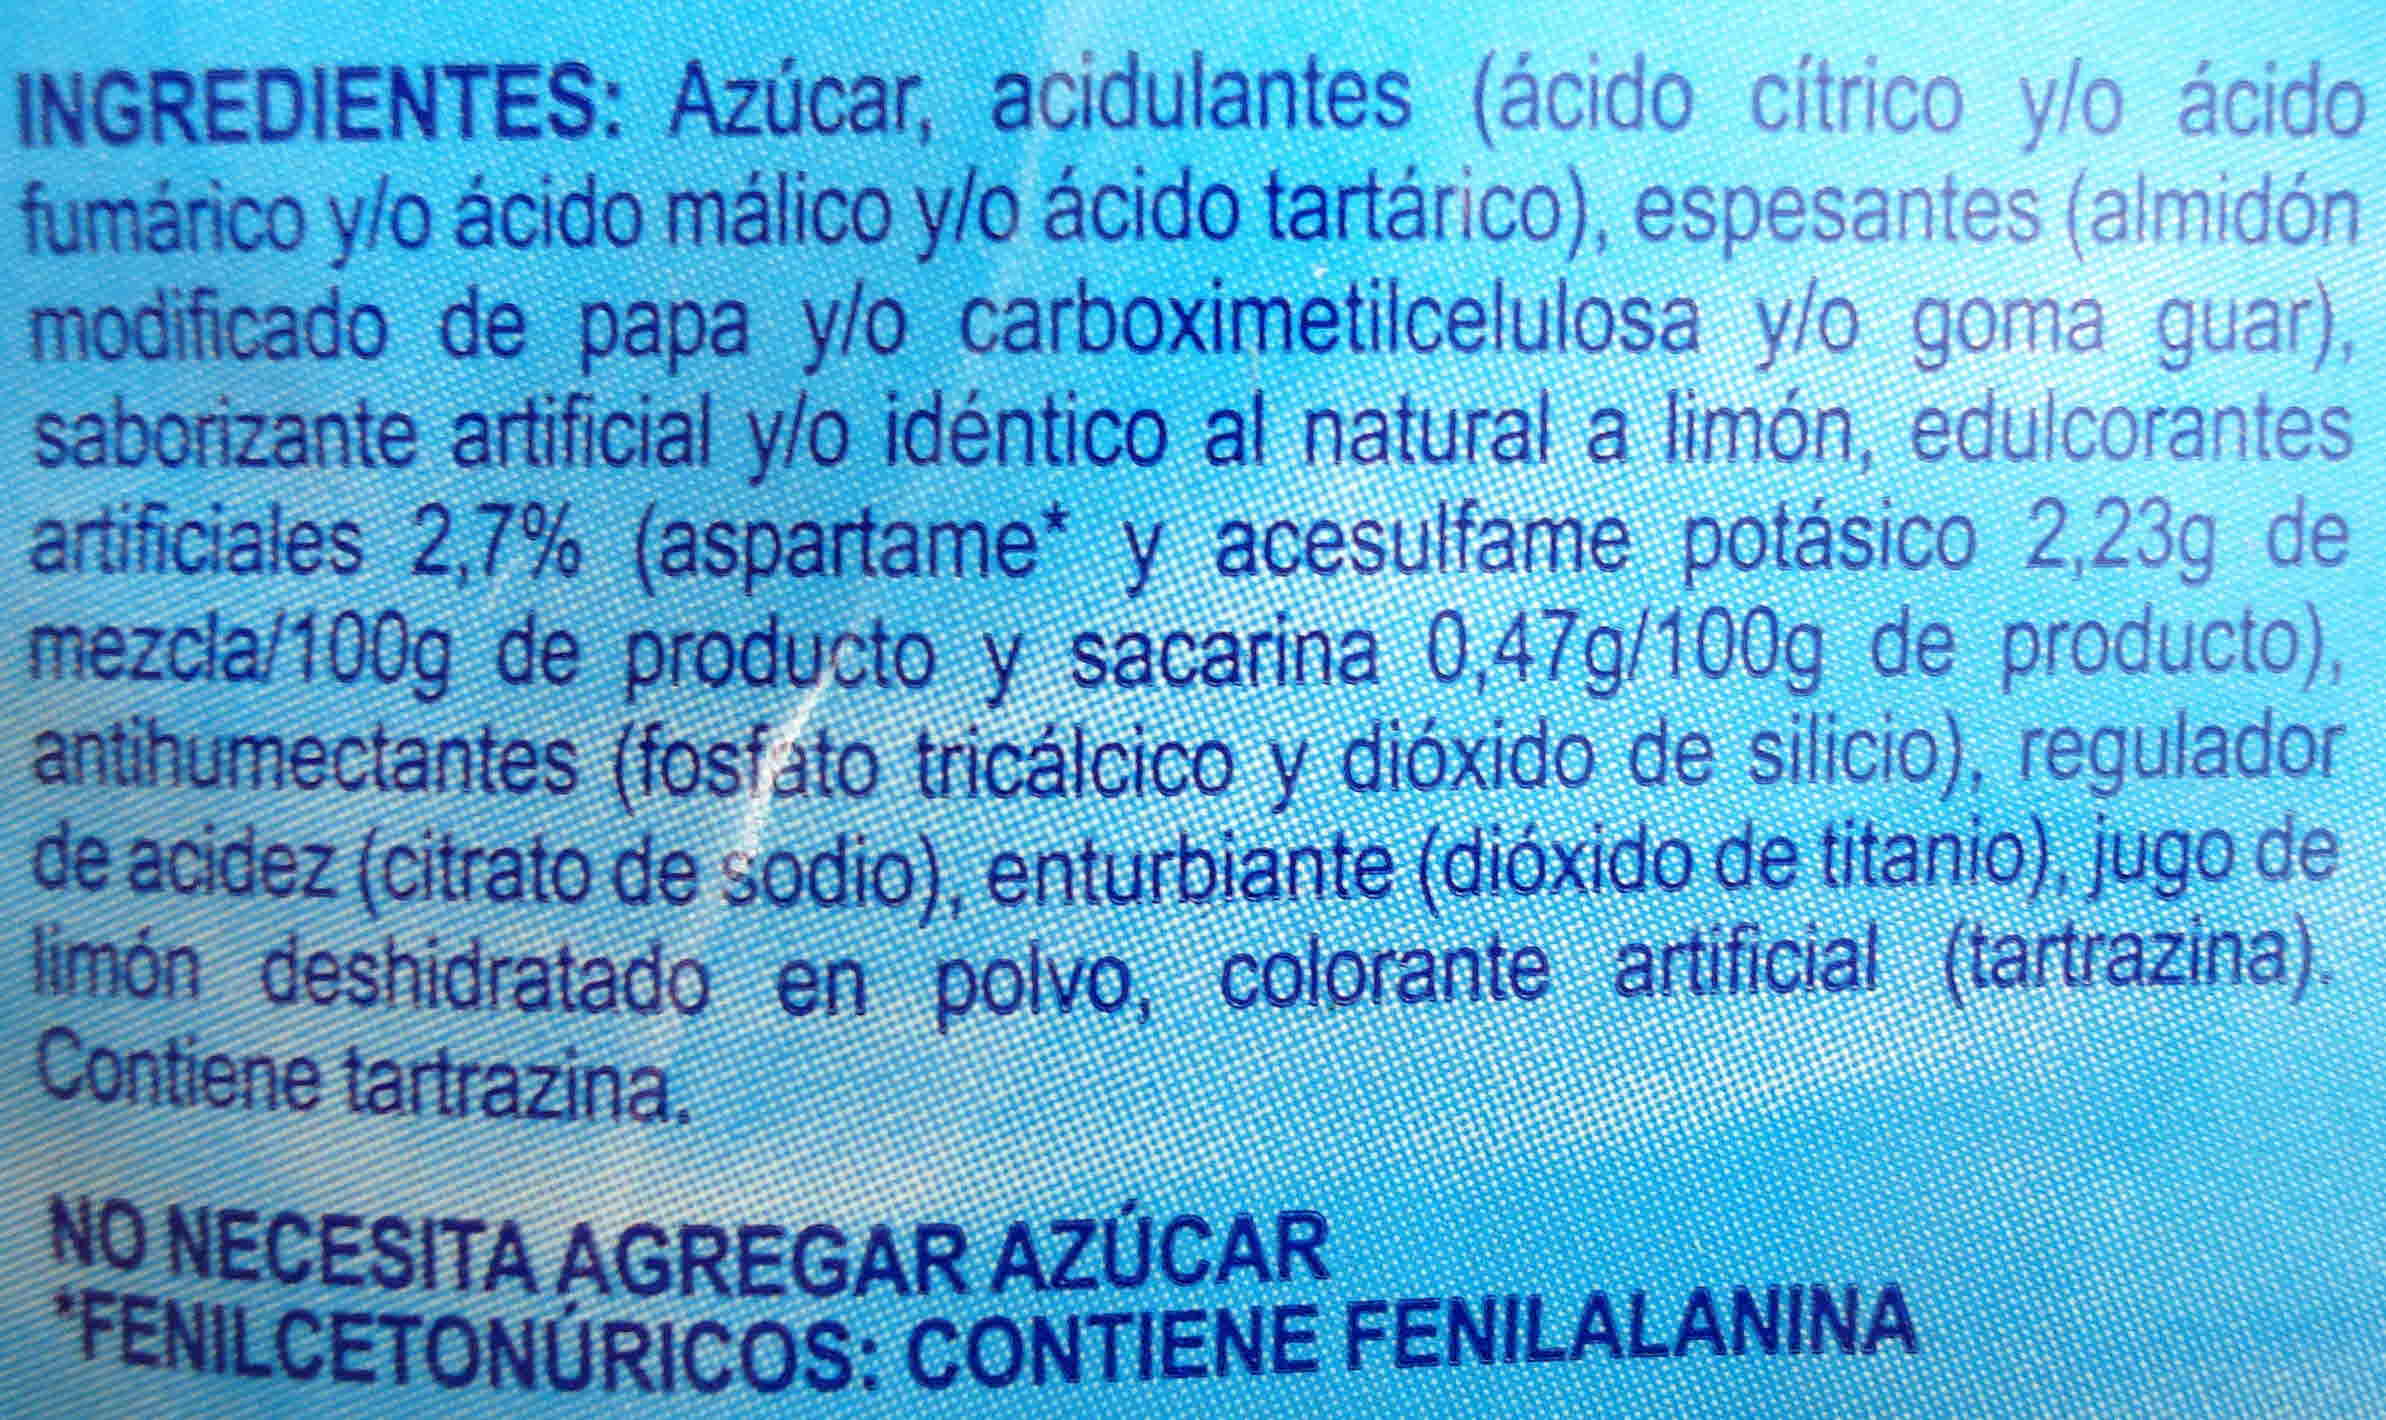 INGREDIENTES: Azúcar, acidulantes (ácido cítrico y/o ácido
fumárico y/o ácido málico y/o ácido tartárico), espesantes (almidón
modificado de papa y/o carboximetilcelulosa y/o goma guar),
saborizante artificial y/o idéntico al natural a limón, edulcorantes
artificiales 2,7% (aspartame* y acesulfame potásico 2,23g de
mezcla/100g de producto y sacarina 0,47g/100g de producto),
antihumectantes (fosfato tricálcico y dióxido de silicio), regulador
de acidez (citrato de sodio), enturbiante (dióxido de titanio), jugo de
limón deshidratado en polvo, colorante artificial (tartrazina).
Contiene tartrazina.
NO NECESITA AGREGAR AZÚCAR
*FENILCETONÚRICOS: CONTIENE FENILALANINA